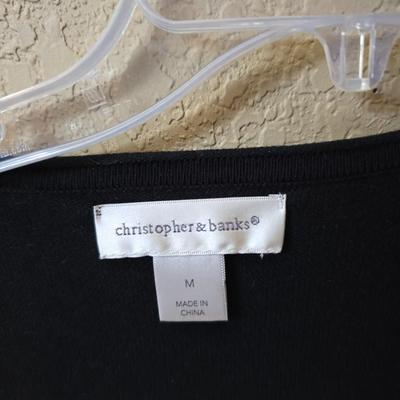 christopher & banks®
M
MADE IN
CHINA